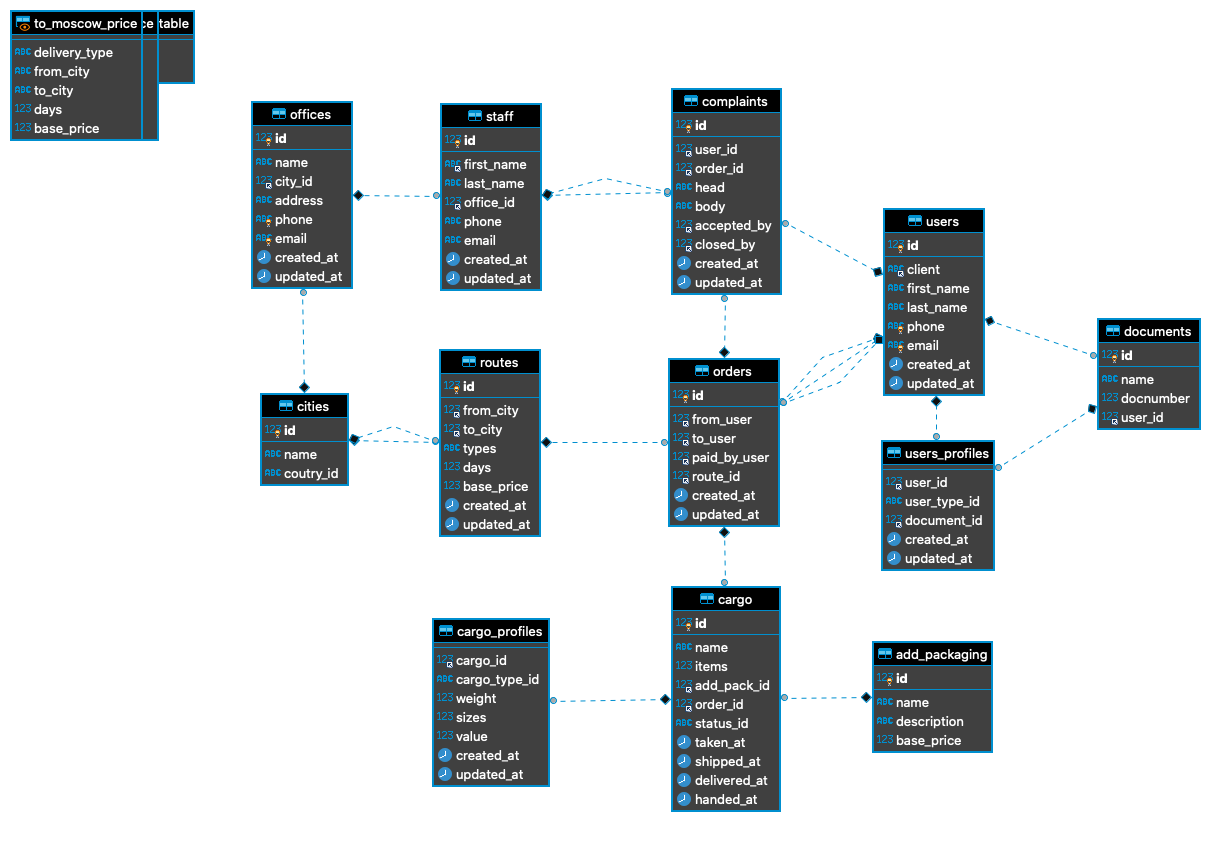 to_moscow_price
ce
table
delivery_type
from_city
to_city
days
base_price
offices
id
name
city_id
address
phone
email
created_at
updated_at
staff
id
first_name
last_name
office_id
phone
email
created_at
updated_at
complaints
id
user_id
order_id
head
body
accepted_by
closed_by
created_at
updated_at
users
id
client
first_name
last_name
phone
email
created_at
updated_at
documents
id
name
docnumber
user_id
cities
id
name
coutry_id
routes
id
from_city
to_city
types
days
base_price
created_at
updated_at
orders
id
from_user
to_user
paid_by_user
route_id
created_at
updated_at
users_profiles
user_id
user_type_id
document_id
created_at
updated_at
cargo_profiles
cargo_id
cargo_type_id
weight
sizes
value
created_at
updated_at
cargo
id
name
items
add_pack_id
order_id
status_id
taken_at
shipped_at
delivered_at
handed_at
add_packaging
id
name
description
base_price